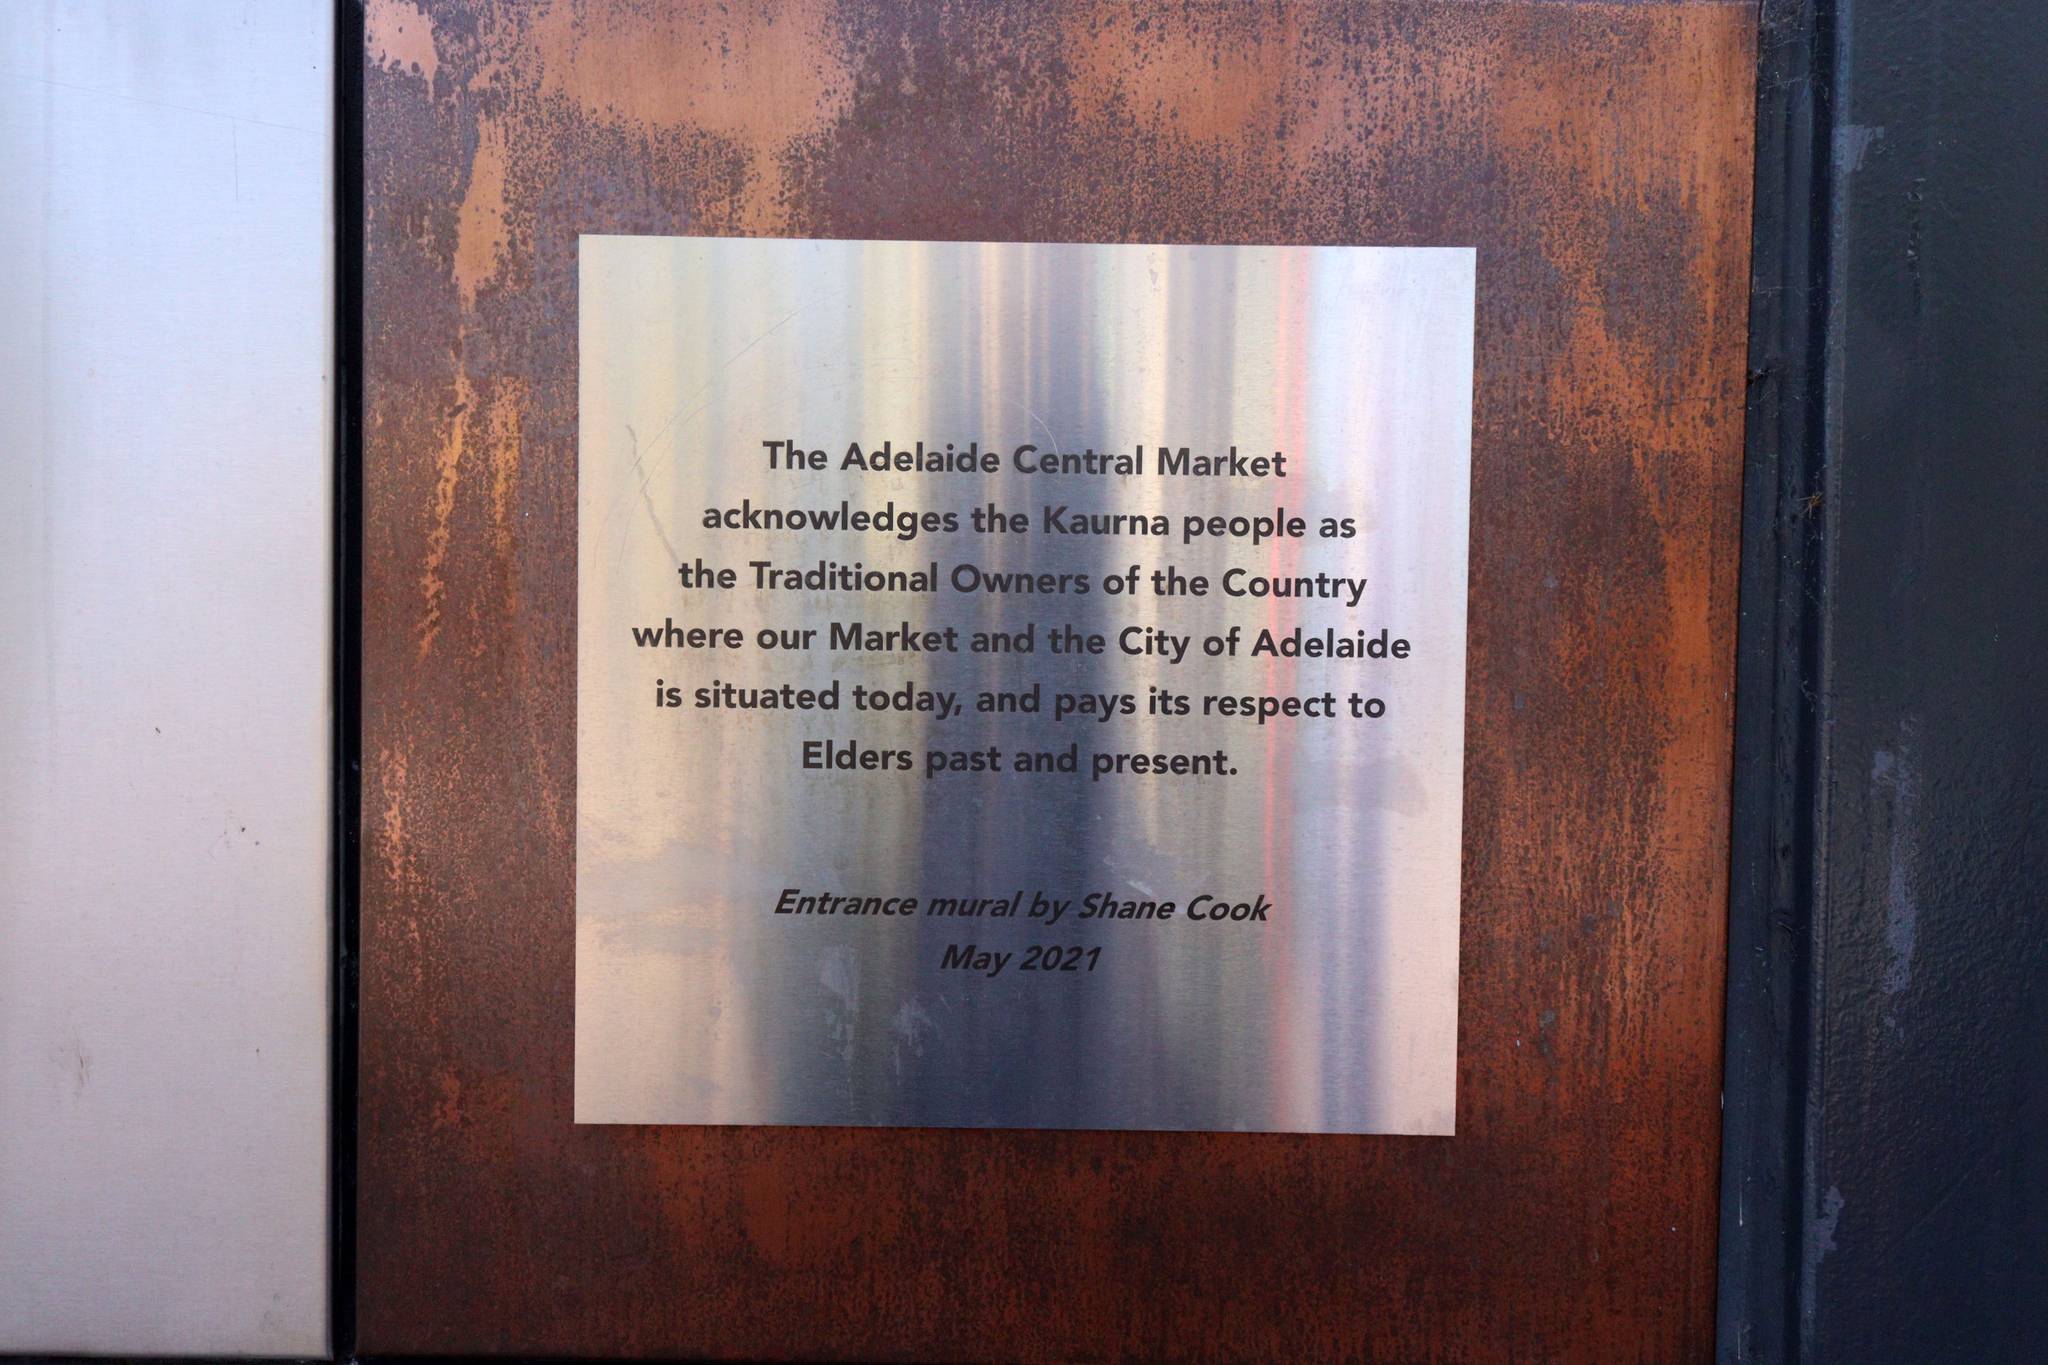 The Adelaide Central Market
acknowledges the Kaurna people as
the Traditional Owners of the Country
where our Market and the City of Adelaide
is situated today, and pays its respect to
Elders past and present.
Entrance mural by Shane Cook
May 2021